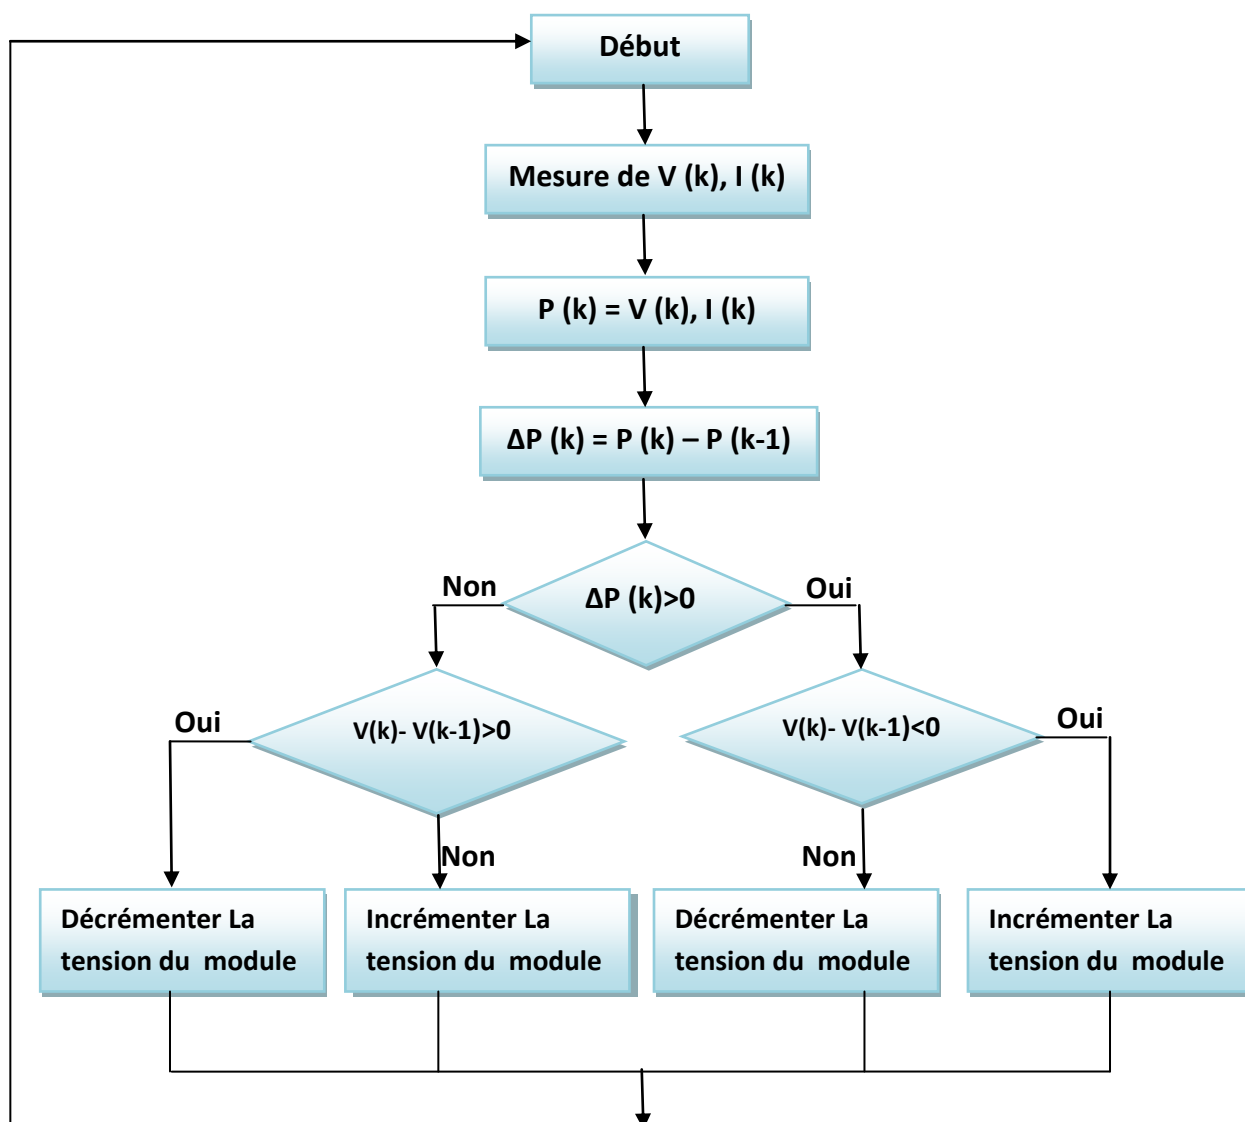 Début
Mesure de V (k), I (k)
P (k) = V (k), I (k)
ΔP (k) = P (k) – P (k-1)
Non
ΔP (k)>0
Oui
Oui
V(k)- V(k-1)>0
V(k)- V(k-1)<0
Oui
Non
Non
Décrémenter La
tension du module
Incrémenter La
tension du module
Décrémenter La
tension du module
Incrémenter La
tension du module